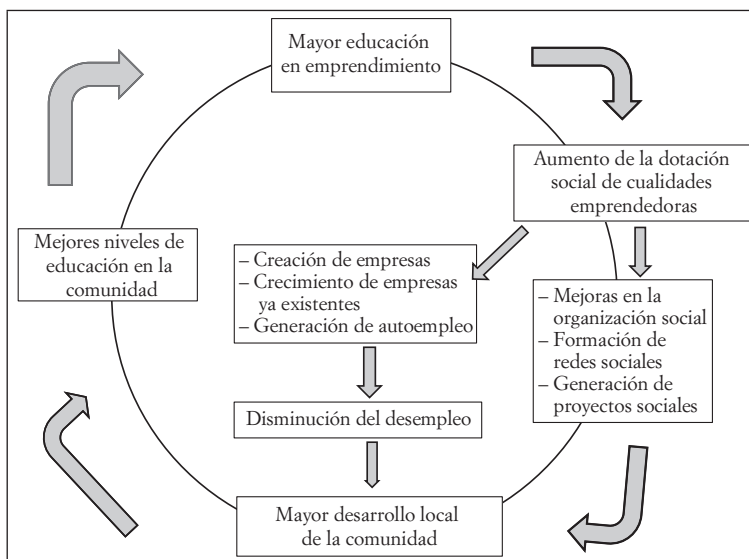 Mayor educación
en emprendimiento
Aumento de la dotación
social de cualidades
emprendedoras
Mejores niveles de
educación en la
comunidad
– Creación de empresas
– Crecimiento de empresas
ya existentes
– Generación de autoempleo
– Mejoras en la
organización social
– Formación de
redes sociales
– Generación de
proyectos sociales
Disminución del desempleo
Mayor desarrollo local
de la comunidad